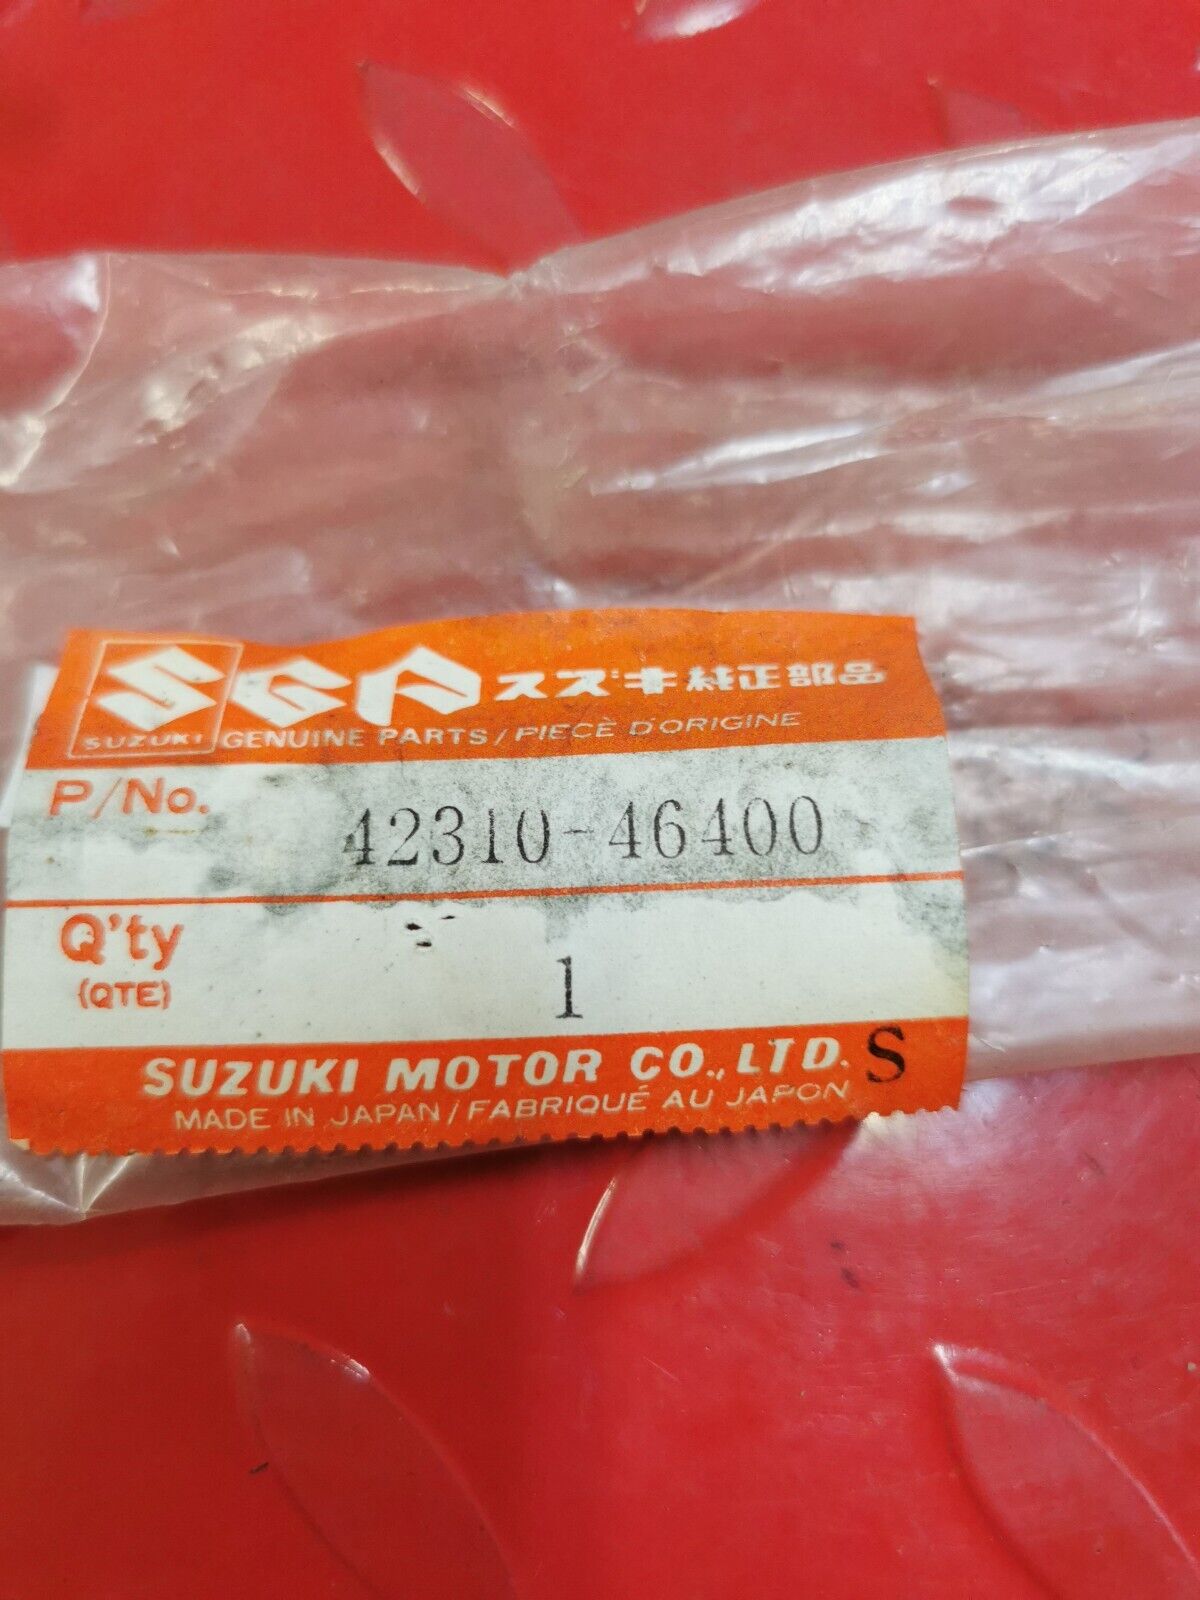 SUZUKI SGP スズキ純正部品
GENUINE PARTS/PIECÈ D'ORIGINE
P/No. 42310-46400
Q'ty 1
(QTE)
SUZUKI MOTOR CO., LTD. S
MADE IN JAPAN/FABRIQUÉ AU JAPON